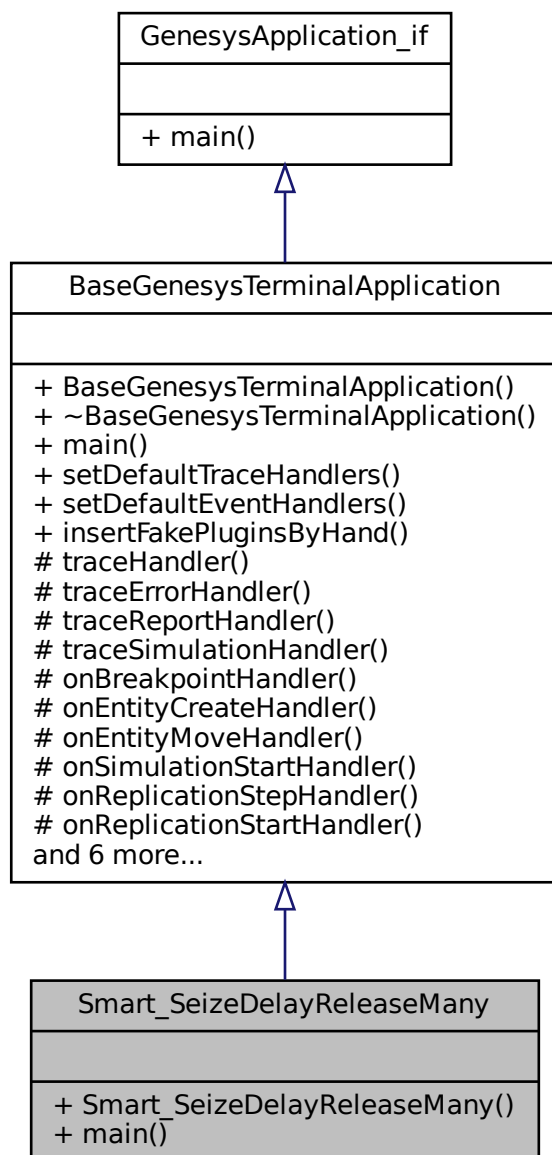 GenesysApplication_if
+ main()
BaseGenesysTerminalApplication
+ BaseGenesysTerminalApplication()
+ ~BaseGenesysTerminalApplication()
+ main()
+ setDefaultTraceHandlers()
+ setDefaultEventHandlers()
+ insertFakePluginsByHand()
# traceHandler()
# traceErrorHandler()
# traceReportHandler()
# traceSimulationHandler()
# onBreakpointHandler()
# onEntityCreateHandler()
# onEntityMoveHandler()
# onSimulationStartHandler()
# onReplicationStepHandler()
# onReplicationStartHandler()
and 6 more...
Smart_SeizeDelayReleaseMany
+ Smart_SeizeDelayReleaseMany()
+ main()